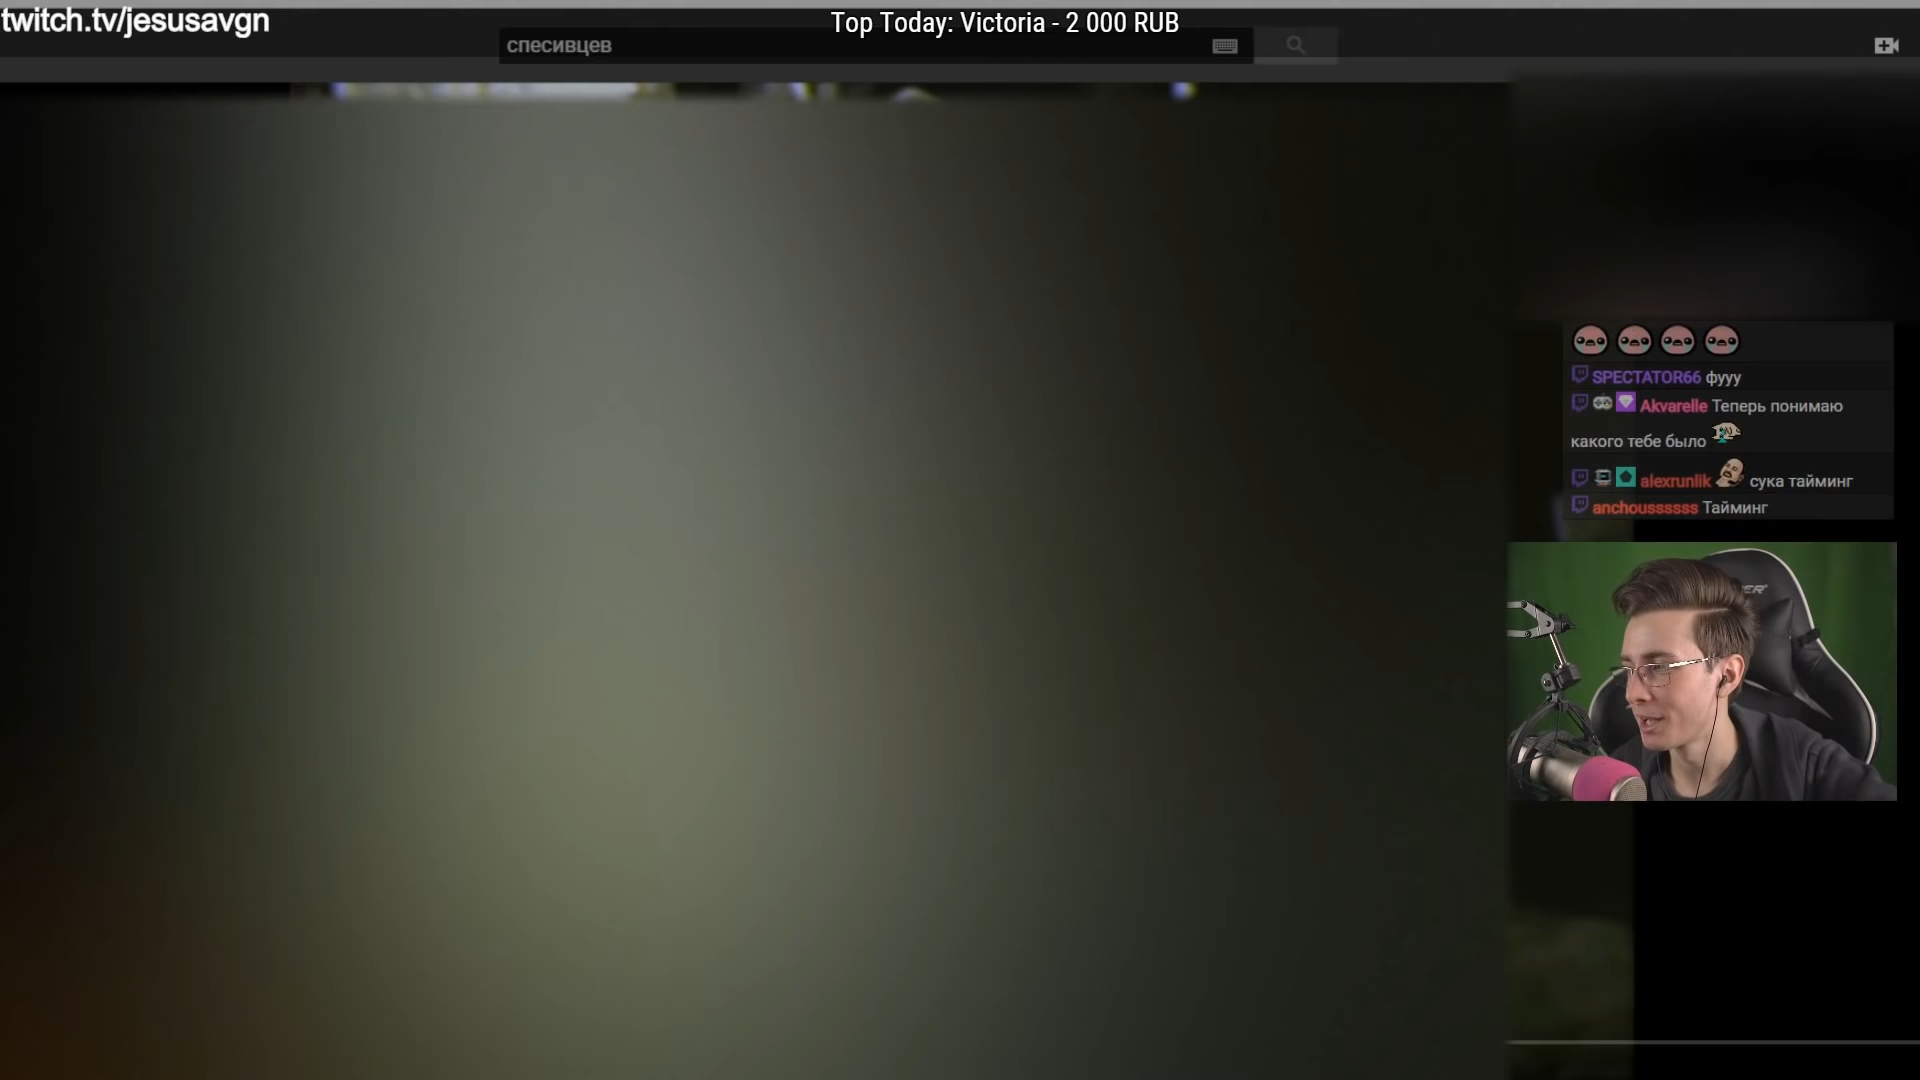 twitch.tv/jesusavgn
Top Today: Victoria - 2 000 RUB
спесивцев
SPECTATOR66 фууу
Akvarelle Теперь понимаю
какого тебе было
alexrunlik сука тайминг
anchoussssss Тайминг